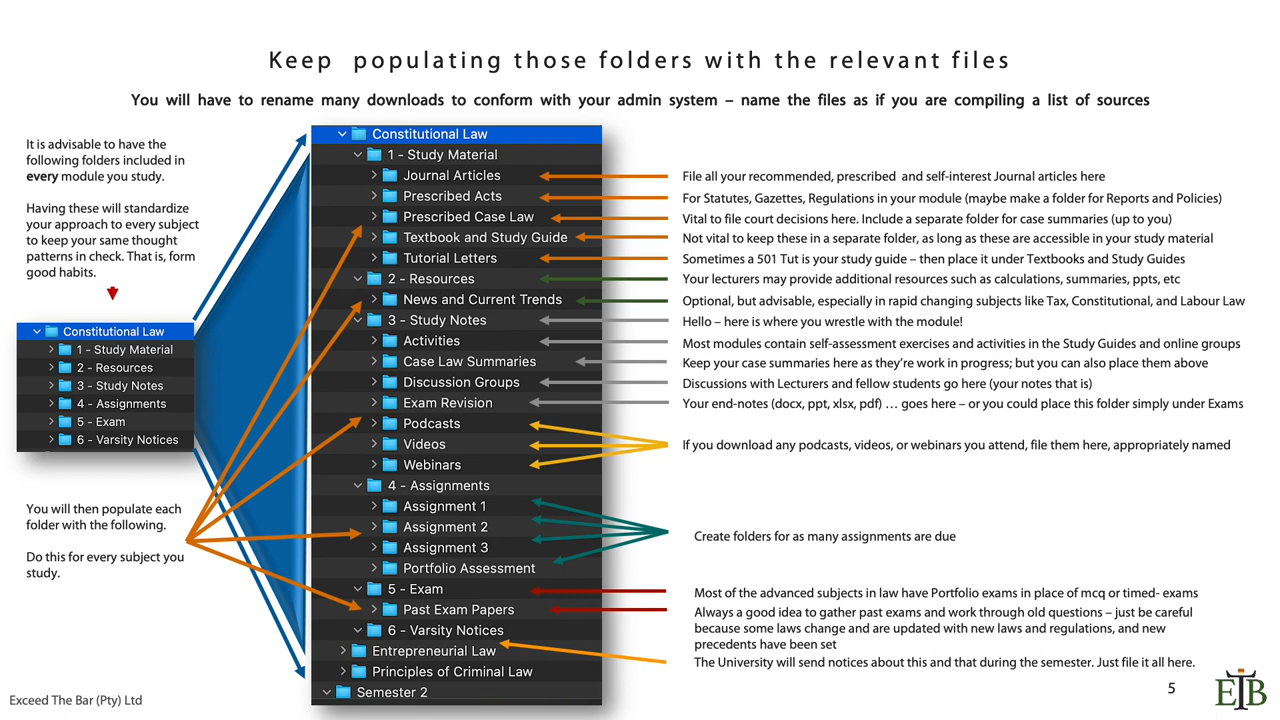 Keep populating those folders with the relevant files
You will have to rename many downloads to conform with your admin system – name the files as if you are compiling a list of sources
It is advisable to have the
following folders included in
every module you study.
Having these will standardize
your approach to every subject
to keep your same thought
patterns in check. That is, form
good habits.
Constitutional Law
1 - Study Material
2 - Resources
3 - Study Notes
4 - Assignments
5 - Exam
6 - Varsity Notices
You will then populate each
folder with the following.
Do this for every subject you
study.
Constitutional Law
1 - Study Material
Journal Articles
Prescribed Acts
Prescribed Case Law
Textbook and Study Guide
Tutorial Letters
2 - Resources
News and Current Trends
3 - Study Notes
Activities
Case Law Summaries
Discussion Groups
Exam Revision
Podcasts
Videos
Webinars
4 - Assignments
Assignment 1
Assignment 2
Assignment 3
Portfolio Assessment
5 - Exam
Past Exam Papers
6 - Varsity Notices
Entrepreneurial Law
Principles of Criminal Law
Semester 2
File all your recommended, prescribed and self-interest Journal articles here
For Statutes, Gazettes, Regulations in your module (maybe make a folder for Reports and Policies)
Vital to file court decisions here. Include a separate folder for case summaries (up to you)
Not vital to keep these in a separate folder, as long as these are accessible in your study material
Sometimes a 501 Tut is your study guide – then place it under Textbooks and Study Guides
Your lecturers may provide additional resources such as calculations, summaries, ppts, etc
Optional, but advisable, especially in rapid changing subjects like Tax, Constitutional, and Labour Law
Hello – here is where you wrestle with the module!
Most modules contain self-assessment exercises and activities in the Study Guides and online groups
Keep your case summaries here as they’re work in progress; but you can also place them above
Discussions with Lecturers and fellow students go here (your notes that is)
Your end-notes (docx, ppt, xlsx, pdf) … goes here – or you could place this folder simply under Exams
If you download any podcasts, videos, or webinars you attend, file them here, appropriately named
Create folders for as many assignments are due
Most of the advanced subjects in law have Portfolio exams in place of mcq or timed- exams
Always a good idea to gather past exams and work through old questions – just be careful
because some laws change and are updated with new laws and regulations, and new
precedents have been set
The University will send notices about this and that during the semester. Just file it all here.
Exceed The Bar (Pty) Ltd
5
ETB